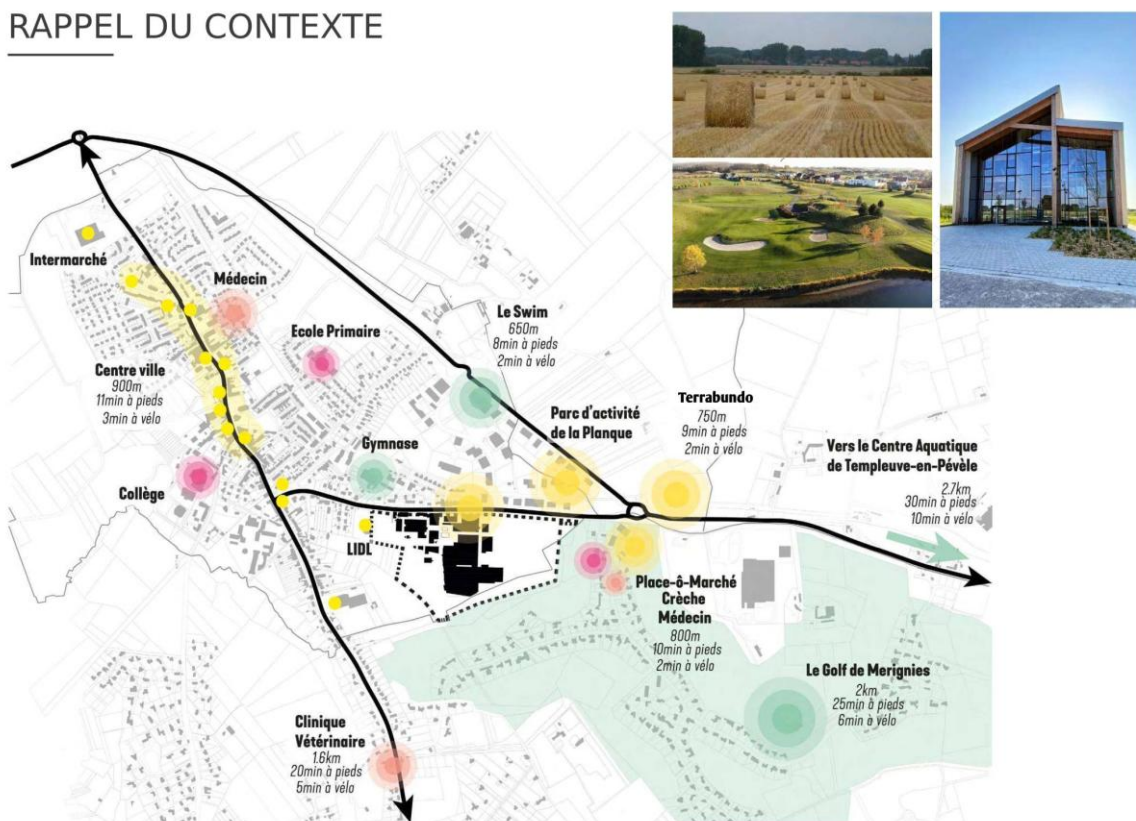 RAPPEL DU CONTEXTE
Intermarché
Médecin
Ecole Primaire
Le Swim
650m
8min à pieds
2min à vélo
Centre ville
900m
11min à pieds
3min à vélo
Parc d'activité
de la Planque
Terrabundo
750m
9min à pieds
2min à vélo
Vers le Centre Aquatique
de Templeuve-en-Pévèle
2.7km
30min à pieds
10min à vélo
Gymnase
Collège
LIDL
Place-ô-Marché
Crèche
Médecin
800m
10min à pieds
2min à vélo
Le Golf de Merignies
2km
25min à pieds
6min à vélo
Clinique
Vétérinaire
1.6km
20min à pieds
5min à vélo